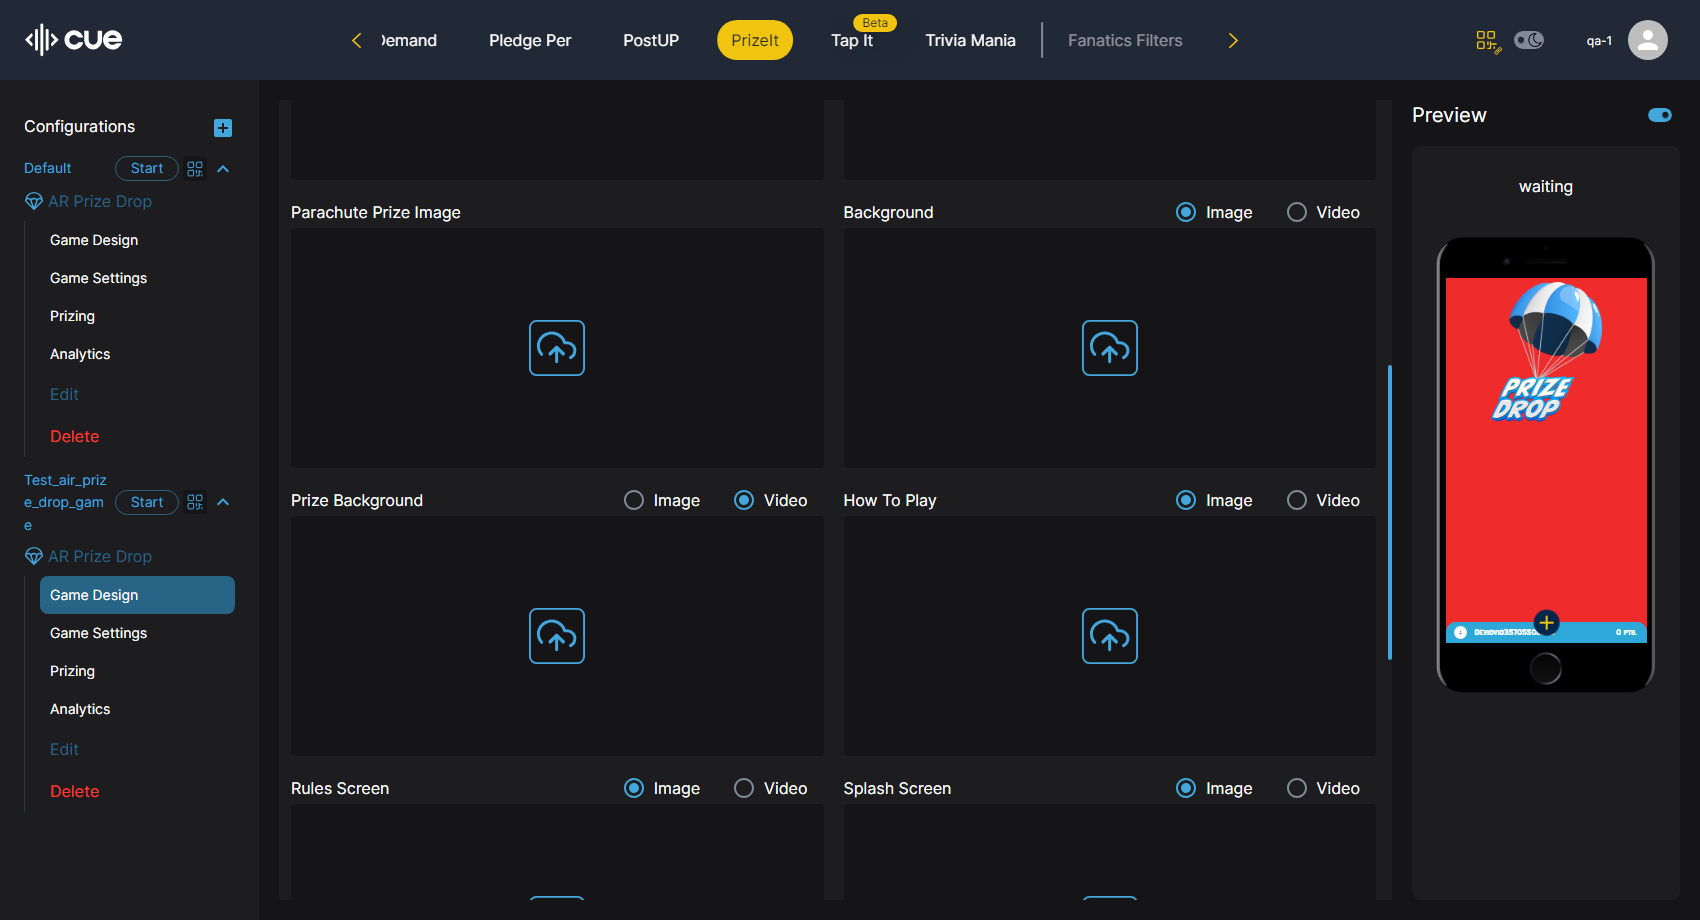 cue
Demand
Pledge Per
PostUP
PrizeIt
Beta
Tap It
Trivia Mania
Fanatics Filters
qa-1
Configurations
Default
Start
AR Prize Drop
Game Design
Game Settings
Prizing
Analytics
Edit
Delete
Test_air_priz
e_drop_gam
e
Start
AR Prize Drop
Game Design
Game Settings
Prizing
Analytics
Edit
Delete
Parachute Prize Image
Background
Image
Video
Prize Background
Image
Video
How To Play
Image
Video
Rules Screen
Image
Video
Splash Screen
Image
Video
Preview
waiting
PRIZE
DROP
0 PTS.